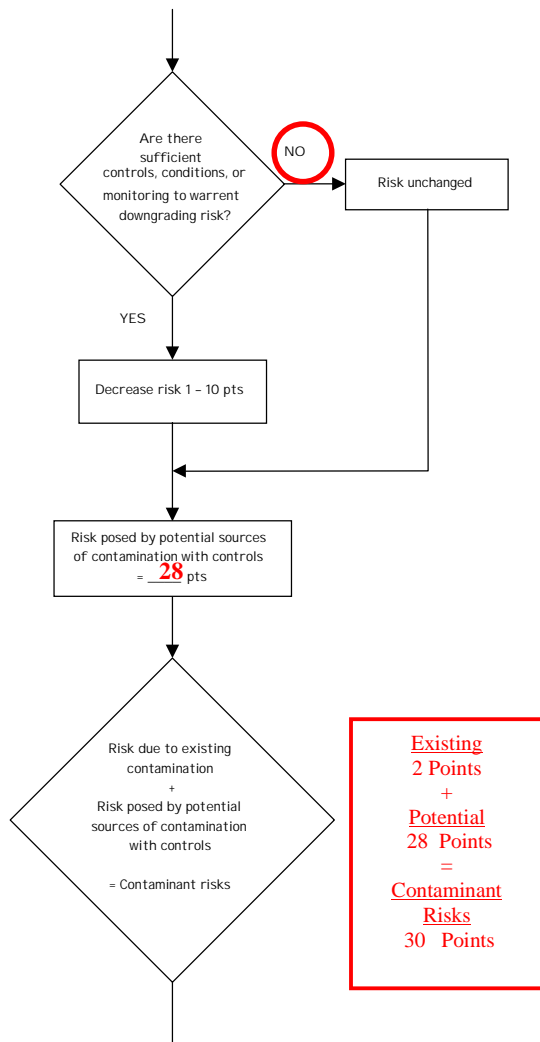 Are there
sufficient
controls, conditions, or
monitoring to warrent
downgrading risk?
NO
Risk unchanged
YES
Decrease risk 1 – 10 pts
Risk posed by potential sources
of contamination with controls
= 28 pts
Risk due to existing
contamination
+
Risk posed by potential
sources of contamination
with controls
= Contaminant risks
Existing
2 Points
+
Potential
28 Points
=
Contaminant
Risks
30 Points